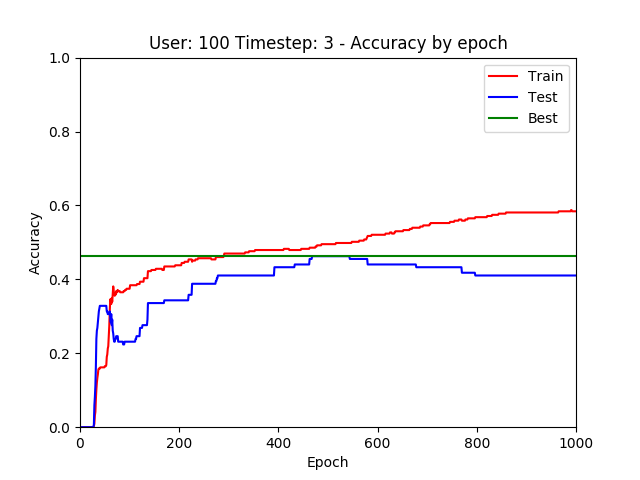 User: 100 Timestep: 3 - Accuracy by epoch
Train
Test
Best
Accuracy
1.0
0.8
0.6
0.4
0.2
0.0
0 200 400 600 800 1000
Epoch